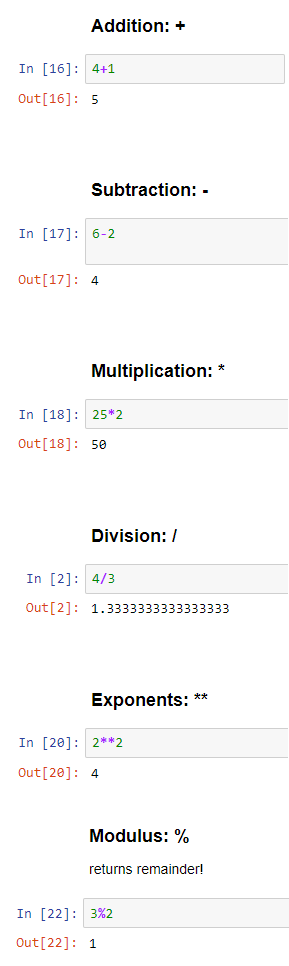 Addition: +
In [16]: 4+1
Out[16]: 5
Subtraction: -
In [17]: 6-2
Out[17]: 4
Multiplication: *
In [18]: 25*2
Out[18]: 50
Division: /
In [2]: 4/3
Out[2]: 1.3333333333333333
Exponents: **
In [20]: 2**2
Out[20]: 4
Modulus: %
returns remainder!
In [22]: 3%2
Out[22]: 1